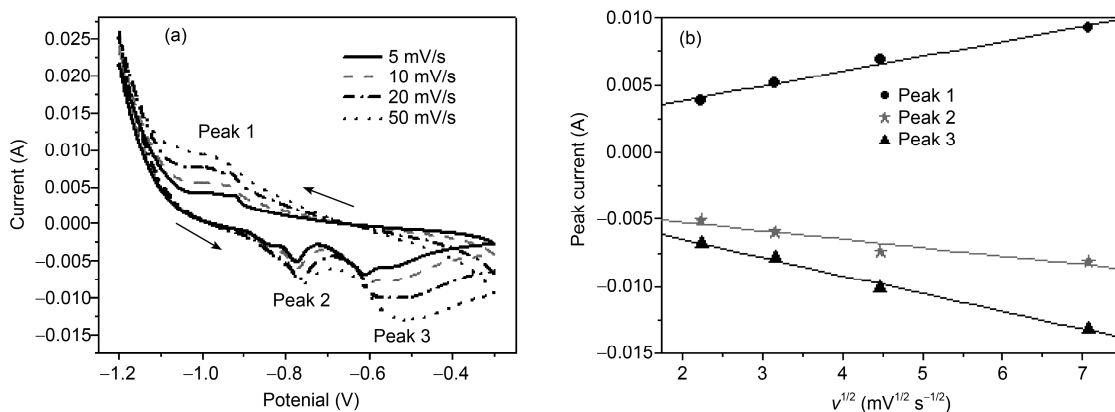 (a)
5 mV/s
10 mV/s
20 mV/s
50 mV/s
Peak 1
Peak 2
Peak 3
0.025
0.020
0.015
0.010
0.005
0.000
−0.005
−0.010
−0.015
Current (A)
−1.2
−1.0
−0.8
−0.6
−0.4
Potenial (V)
(b)
Peak 1
Peak 2
Peak 3
0.010
0.005
0.000
−0.005
−0.010
−0.015
Peak current (A)
2
3
4
5
6
7
v^{1/2} (mV^{1/2} s^{−1/2})